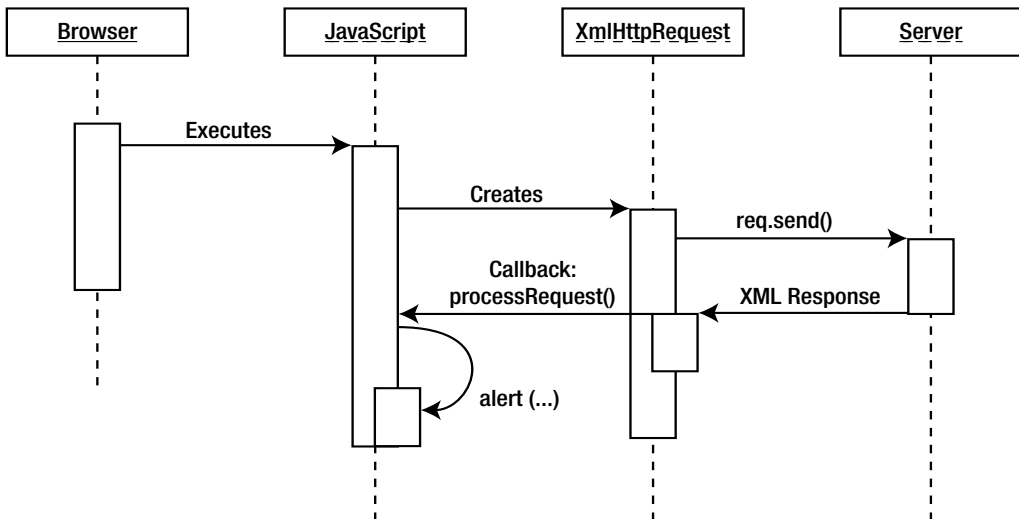 Browser
JavaScript
XmlHttpRequest
Server
Executes
Creates
req.send()
Callback:
processRequest()
XML Response
alert (...)